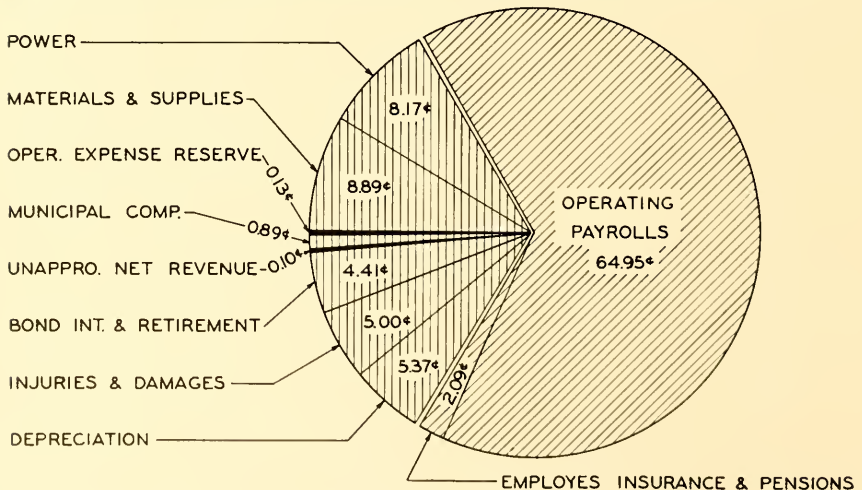 POWER
8.17¢
MATERIALS & SUPPLIES
8.89¢
OPER. EXPENSE RESERVE
0.13¢
MUNICIPAL COMP.
0.89¢
UNAPPRO. NET REVENUE
0.10¢
BOND INT. & RETIREMENT
4.41¢
INJURIES & DAMAGES
5.00¢
DEPRECIATION
5.37¢
EMPLOYES INSURANCE & PENSIONS
2.09¢
OPERATING
PAYROLLS
64.95¢